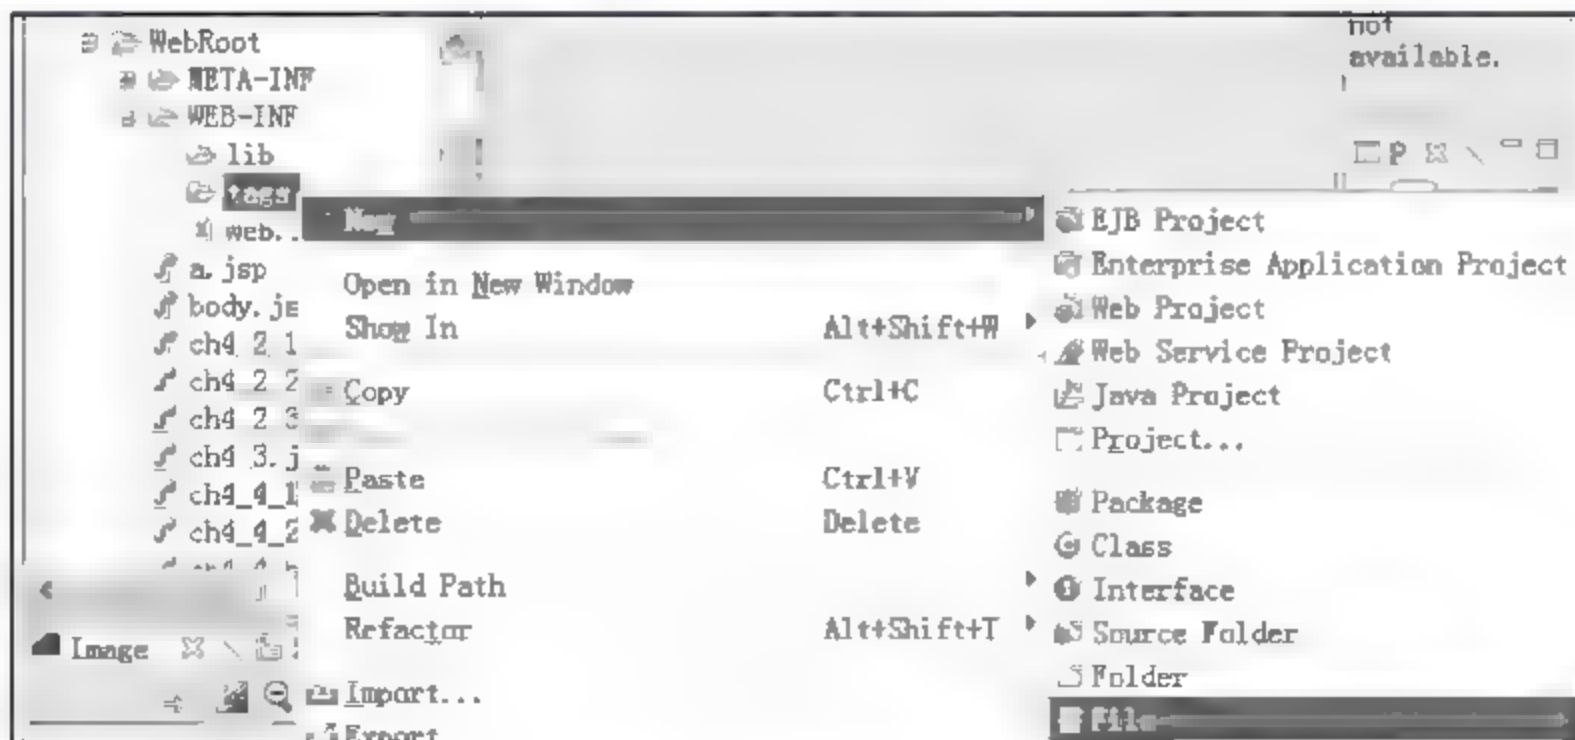 WebRoot
META-INF
WEB-INF
lib
tags
web..
a.jsp
body.js
ch4_2_1
ch4_2_2
ch4_2_3
ch4_3.j
ch4_4_1
ch4_4_2
Image
New
Open in New Window
Show In Alt+Shift+W
Copy Ctrl+C
Paste Ctrl+V
Delete Delete
Build Path
Refactor Alt+Shift+T
Import...
Export
not
available.
EJB Project
Enterprise Application Project
Web Project
Web Service Project
Java Project
Project...
Package
Class
Interface
Source Folder
Folder
File